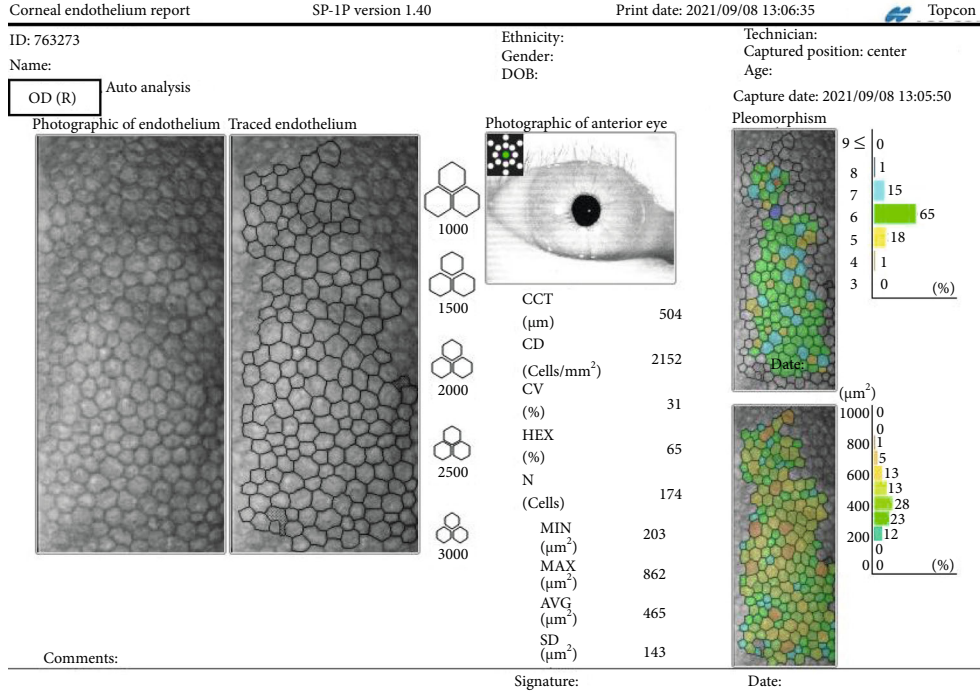 Corneal endothelium report SP-1P version 1.40 Print date: 2021/09/08 13:06:35 Topcon
ID: 763273
Name:
Ethnicity:
Gender:
DOB:
Technician:
Captured position: center
Age:
OD (R) Auto analysis
Capture date: 2021/09/08 13:05:50
Photographic of endothelium Traced endothelium
1000
1500
2000
2500
3000
Photographic of anterior eye
CCT
(μm) 504
CD
(Cells/mm²) 2152
CV
(%) 31
HEX
(%) 65
N
(Cells) 174
MIN
(μm²) 203
MAX
(μm²) 862
AVG
(μm²) 465
SD
(μm²) 143
Pleomorphism
9 ≤ 0
8 1
7 15
6 65
5 18
4 1
3 0 (%)
Date:
(μm²)
1000 0
0
800 1
5
600 13
13
400 28
23
200 12
0
0 0 (%)
Comments:
Signature: Date: